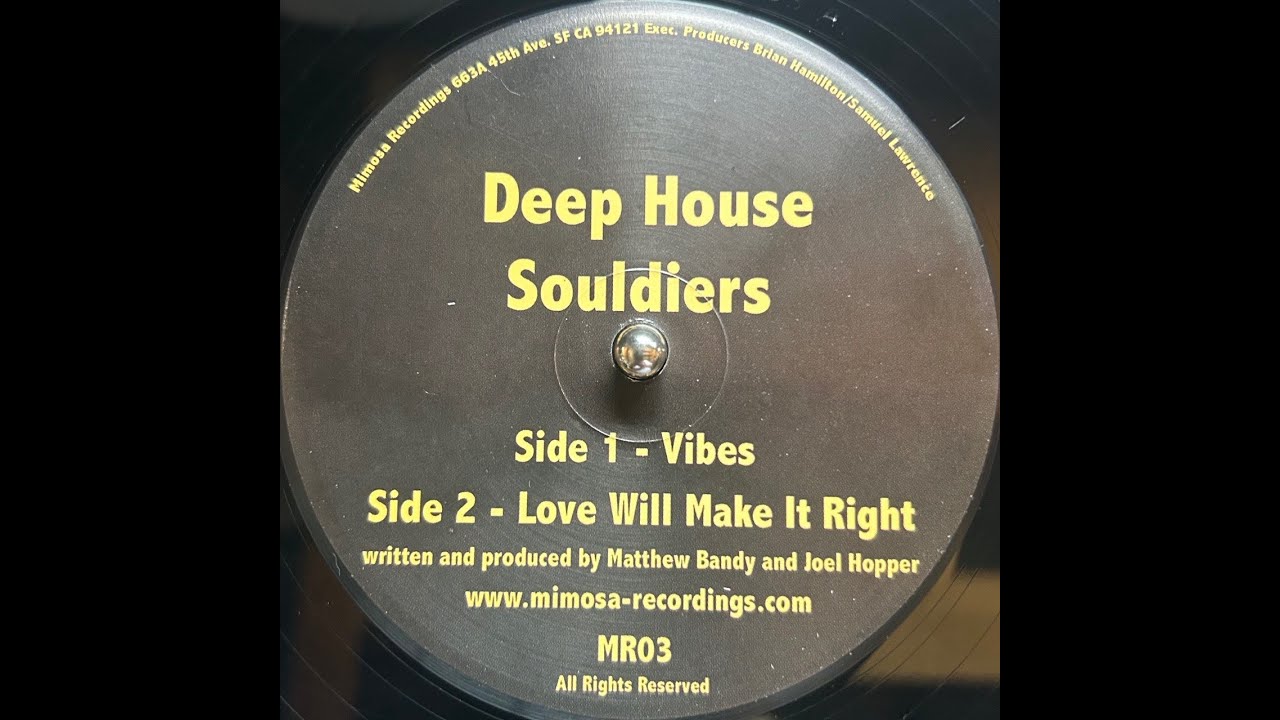 Mimosa Recordings 663A 45th Ave. SF CA 94121 Exec. Producers Brian Hamilton/Samuel Lawrence
Deep House
Souldiers
Side 1 - Vibes
Side 2 - Love Will Make It Right
written and produced by Matthew Bandy and Joel Hopper
www.mimosa-recordings.com
MR03
All Rights Reserved